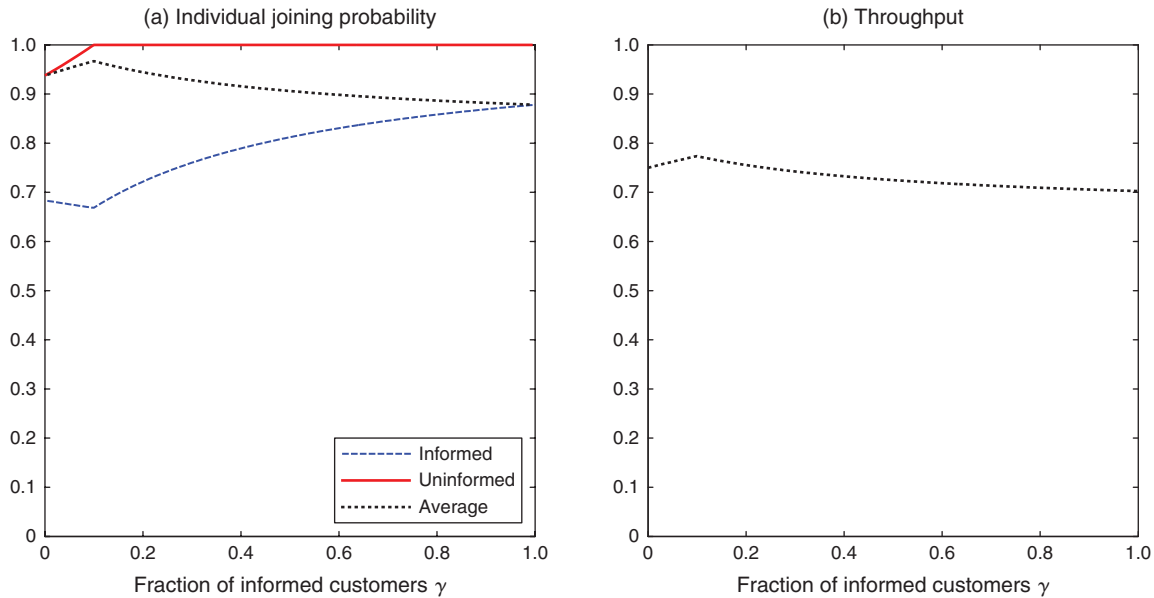 (a) Individual joining probability
1.0
0.9
0.8
0.7
0.6
0.5
0.4
0.3
0.2
0.1
0
Informed
Uninformed
Average
0 0.2 0.4 0.6 0.8 1.0
Fraction of informed customers γ
(b) Throughput
1.0
0.9
0.8
0.7
0.6
0.5
0.4
0.3
0.2
0.1
0
0 0.2 0.4 0.6 0.8 1.0
Fraction of informed customers γ